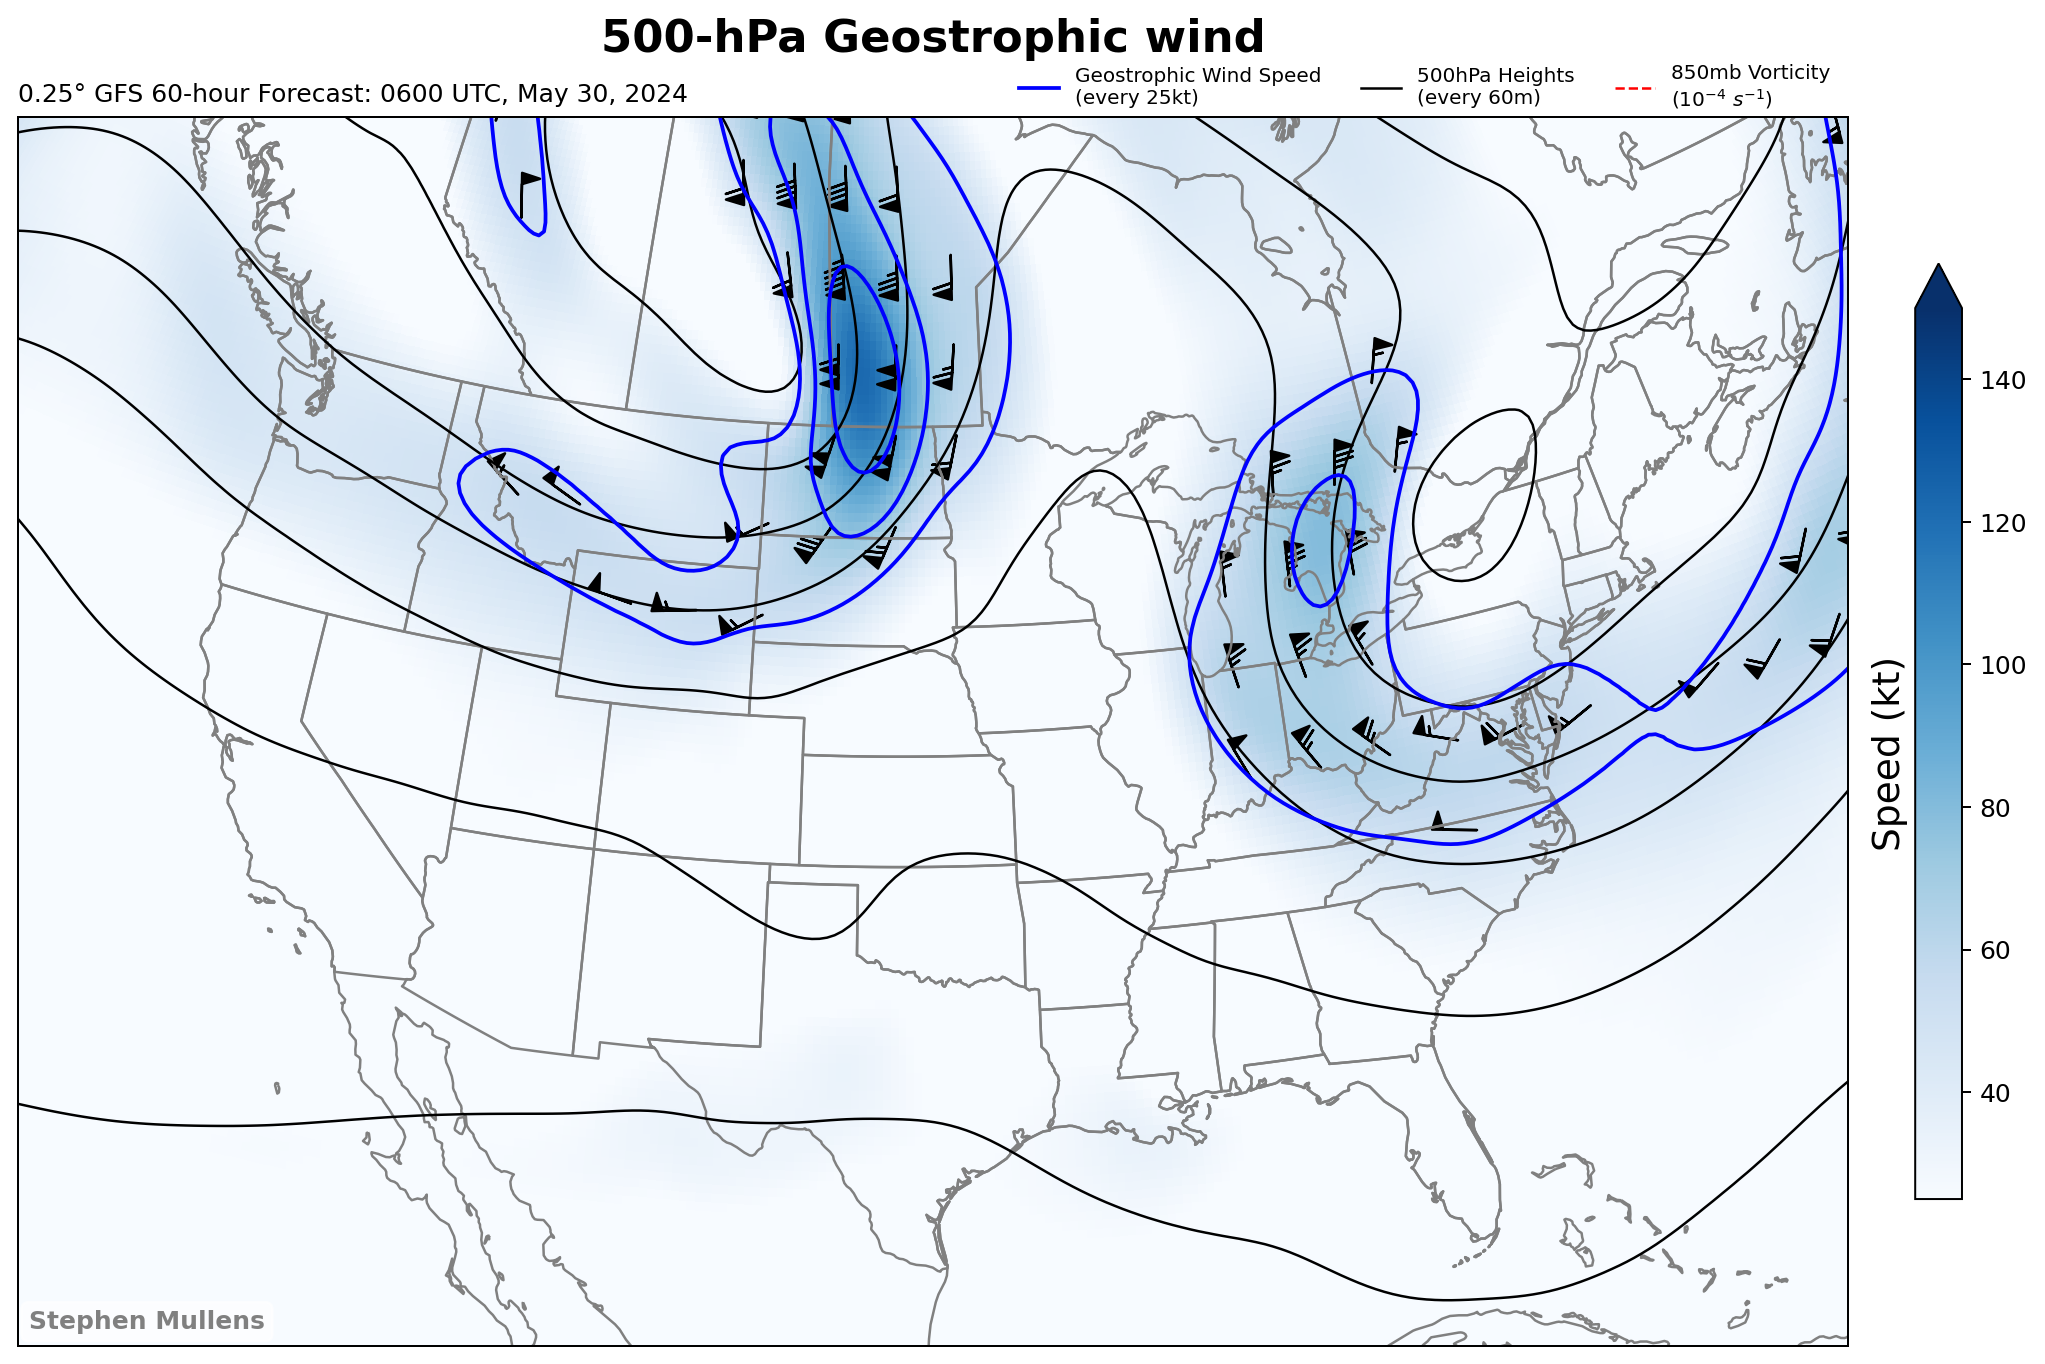 500-hPa Geostrophic wind
0.25° GFS 60-hour Forecast: 0600 UTC, May 30, 2024
Geostrophic Wind Speed
(every 25kt)
500hPa Heights
(every 60m)
850mb Vorticity
(10⁻⁴ s⁻¹)
140
120
100
80
60
40
Speed (kt)
Stephen Mullens